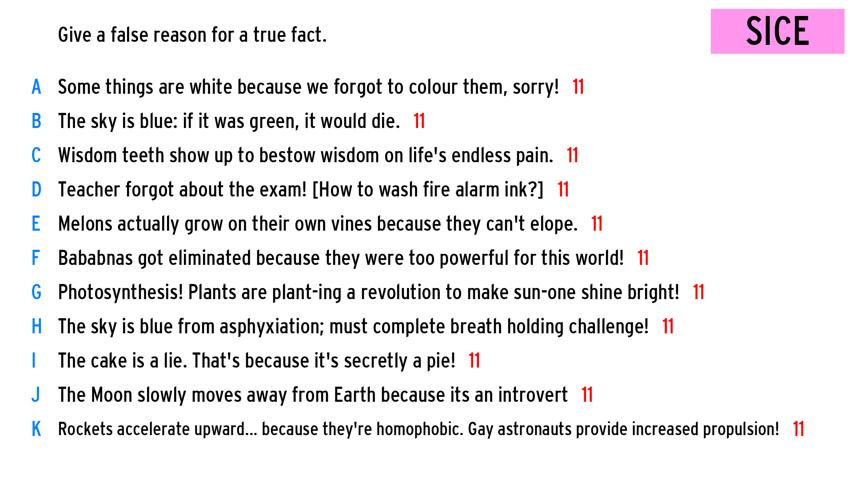 Give a false reason for a true fact.
SICE
A Some things are white because we forgot to colour them, sorry! 11
B The sky is blue: if it was green, it would die. 11
C Wisdom teeth show up to bestow wisdom on life's endless pain. 11
D Teacher forgot about the exam! [How to wash fire alarm ink?] 11
E Melons actually grow on their own vines because they can't elope. 11
F Bababnas got eliminated because they were too powerful for this world! 11
G Photosynthesis! Plants are plant-ing a revolution to make sun-one shine bright! 11
H The sky is blue from asphyxiation; must complete breath holding challenge! 11
I The cake is a lie. That's because it's secretly a pie! 11
J The Moon slowly moves away from Earth because its an introvert 11
K Rockets accelerate upward... because they're homophobic. Gay astronauts provide increased propulsion! 11